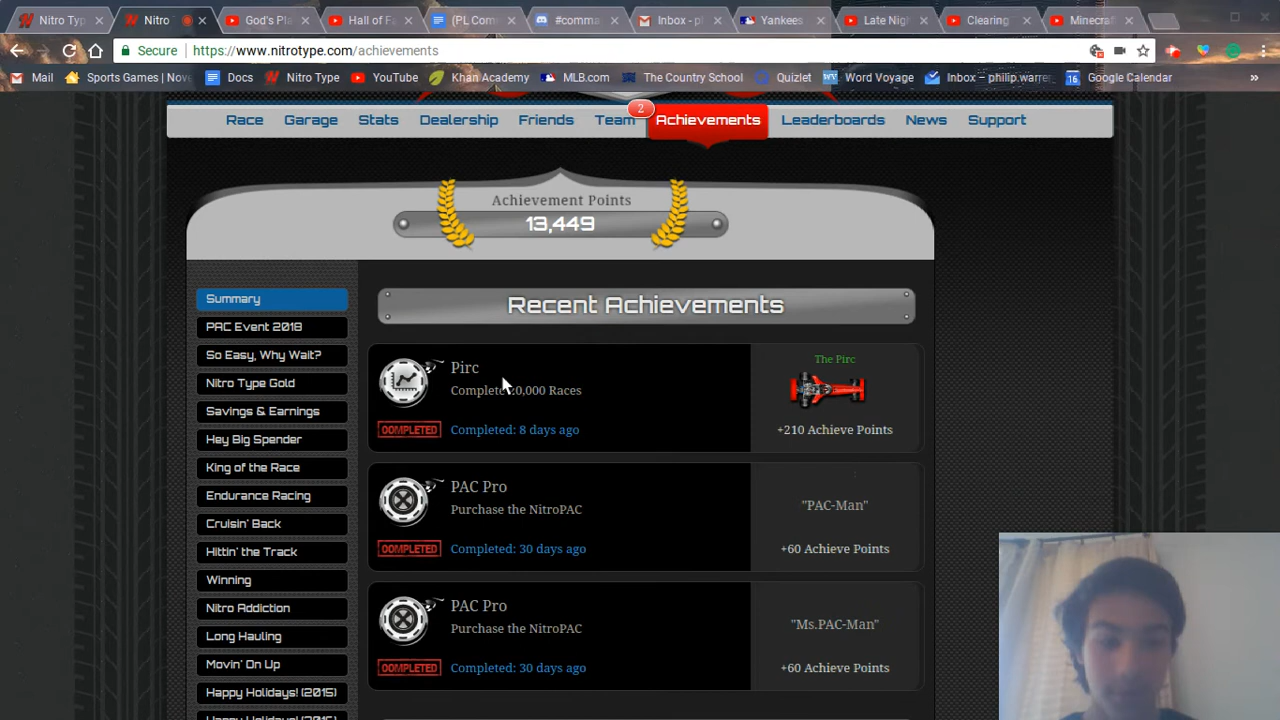 Nitro Typ
Nitro
God's Pla
Hall of Fa
(PL Com
#comma
Inbox - p
Yankees
Late Nigh
Clearing
Minecraf
Secure
https://www.nitrotype.com/achievements
Mail
Sports Games | Nove
Docs
Nitro Type
YouTube
Khan Academy
MLB.com
The Country School
Quizlet
Word Voyage
Inbox – philip.warre
16
Google Calendar
»
2
Race
Garage
Stats
Dealership
Friends
Team
Achievements
Leaderboards
News
Support
Achievement Points
13,449
Summary
PAC Event 2018
So Easy, Why Wait?
Nitro Type Gold
Savings & Earnings
Hey Big Spender
King of the Race
Endurance Racing
Cruisin' Back
Hittin' the Track
Winning
Nitro Addiction
Long Hauling
Movin' On Up
Happy Holidays! (2015)
Recent Achievements
Pirc
Complete 0,000 Races
COMPLETED
Completed: 8 days ago
The Pirc
+210 Achieve Points
PAC Pro
Purchase the NitroPAC
COMPLETED
Completed: 30 days ago
"PAC-Man"
+60 Achieve Points
PAC Pro
Purchase the NitroPAC
COMPLETED
Completed: 30 days ago
"Ms.PAC-Man"
+60 Achieve Points